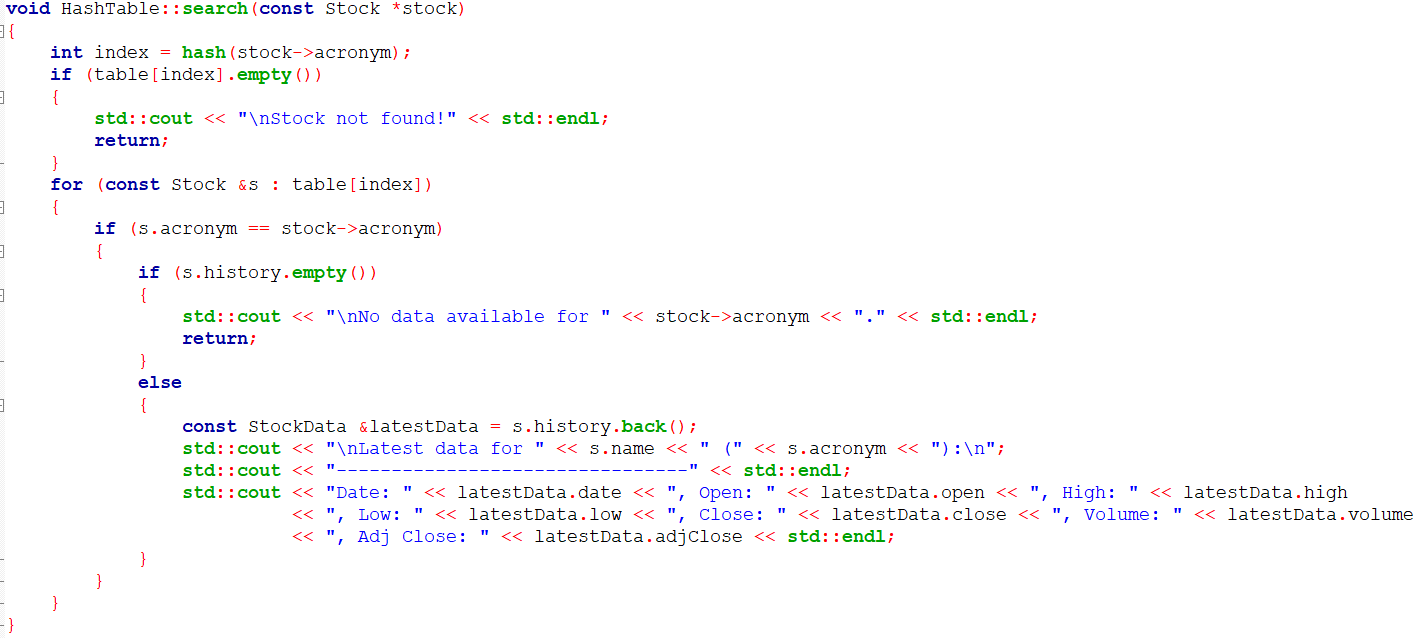 void HashTable::search(const Stock *stock)
{
    int index = hash(stock->acronym);
    if (table[index].empty())
    {
        std::cout << "\nStock not found!" << std::endl;
        return;
    }
    for (const Stock &s : table[index])
    {
        if (s.acronym == stock->acronym)
        {
            if (s.history.empty())
            {
                std::cout << "\nNo data available for " << stock->acronym << "." << std::endl;
                return;
            }
            else
            {
                const StockData &latestData = s.history.back();
                std::cout << "\nLatest data for " << s.name << " (" << s.acronym << "):\n";
                std::cout << "--------------------------------" << std::endl;
                std::cout << "Date: " << latestData.date << ", Open: " << latestData.open << ", High: " << latestData.high
                          << ", Low: " << latestData.low << ", Close: " << latestData.close << ", Volume: " << latestData.volume
                          << ", Adj Close: " << latestData.adjClose << std::endl;
            }
        }
    }
}